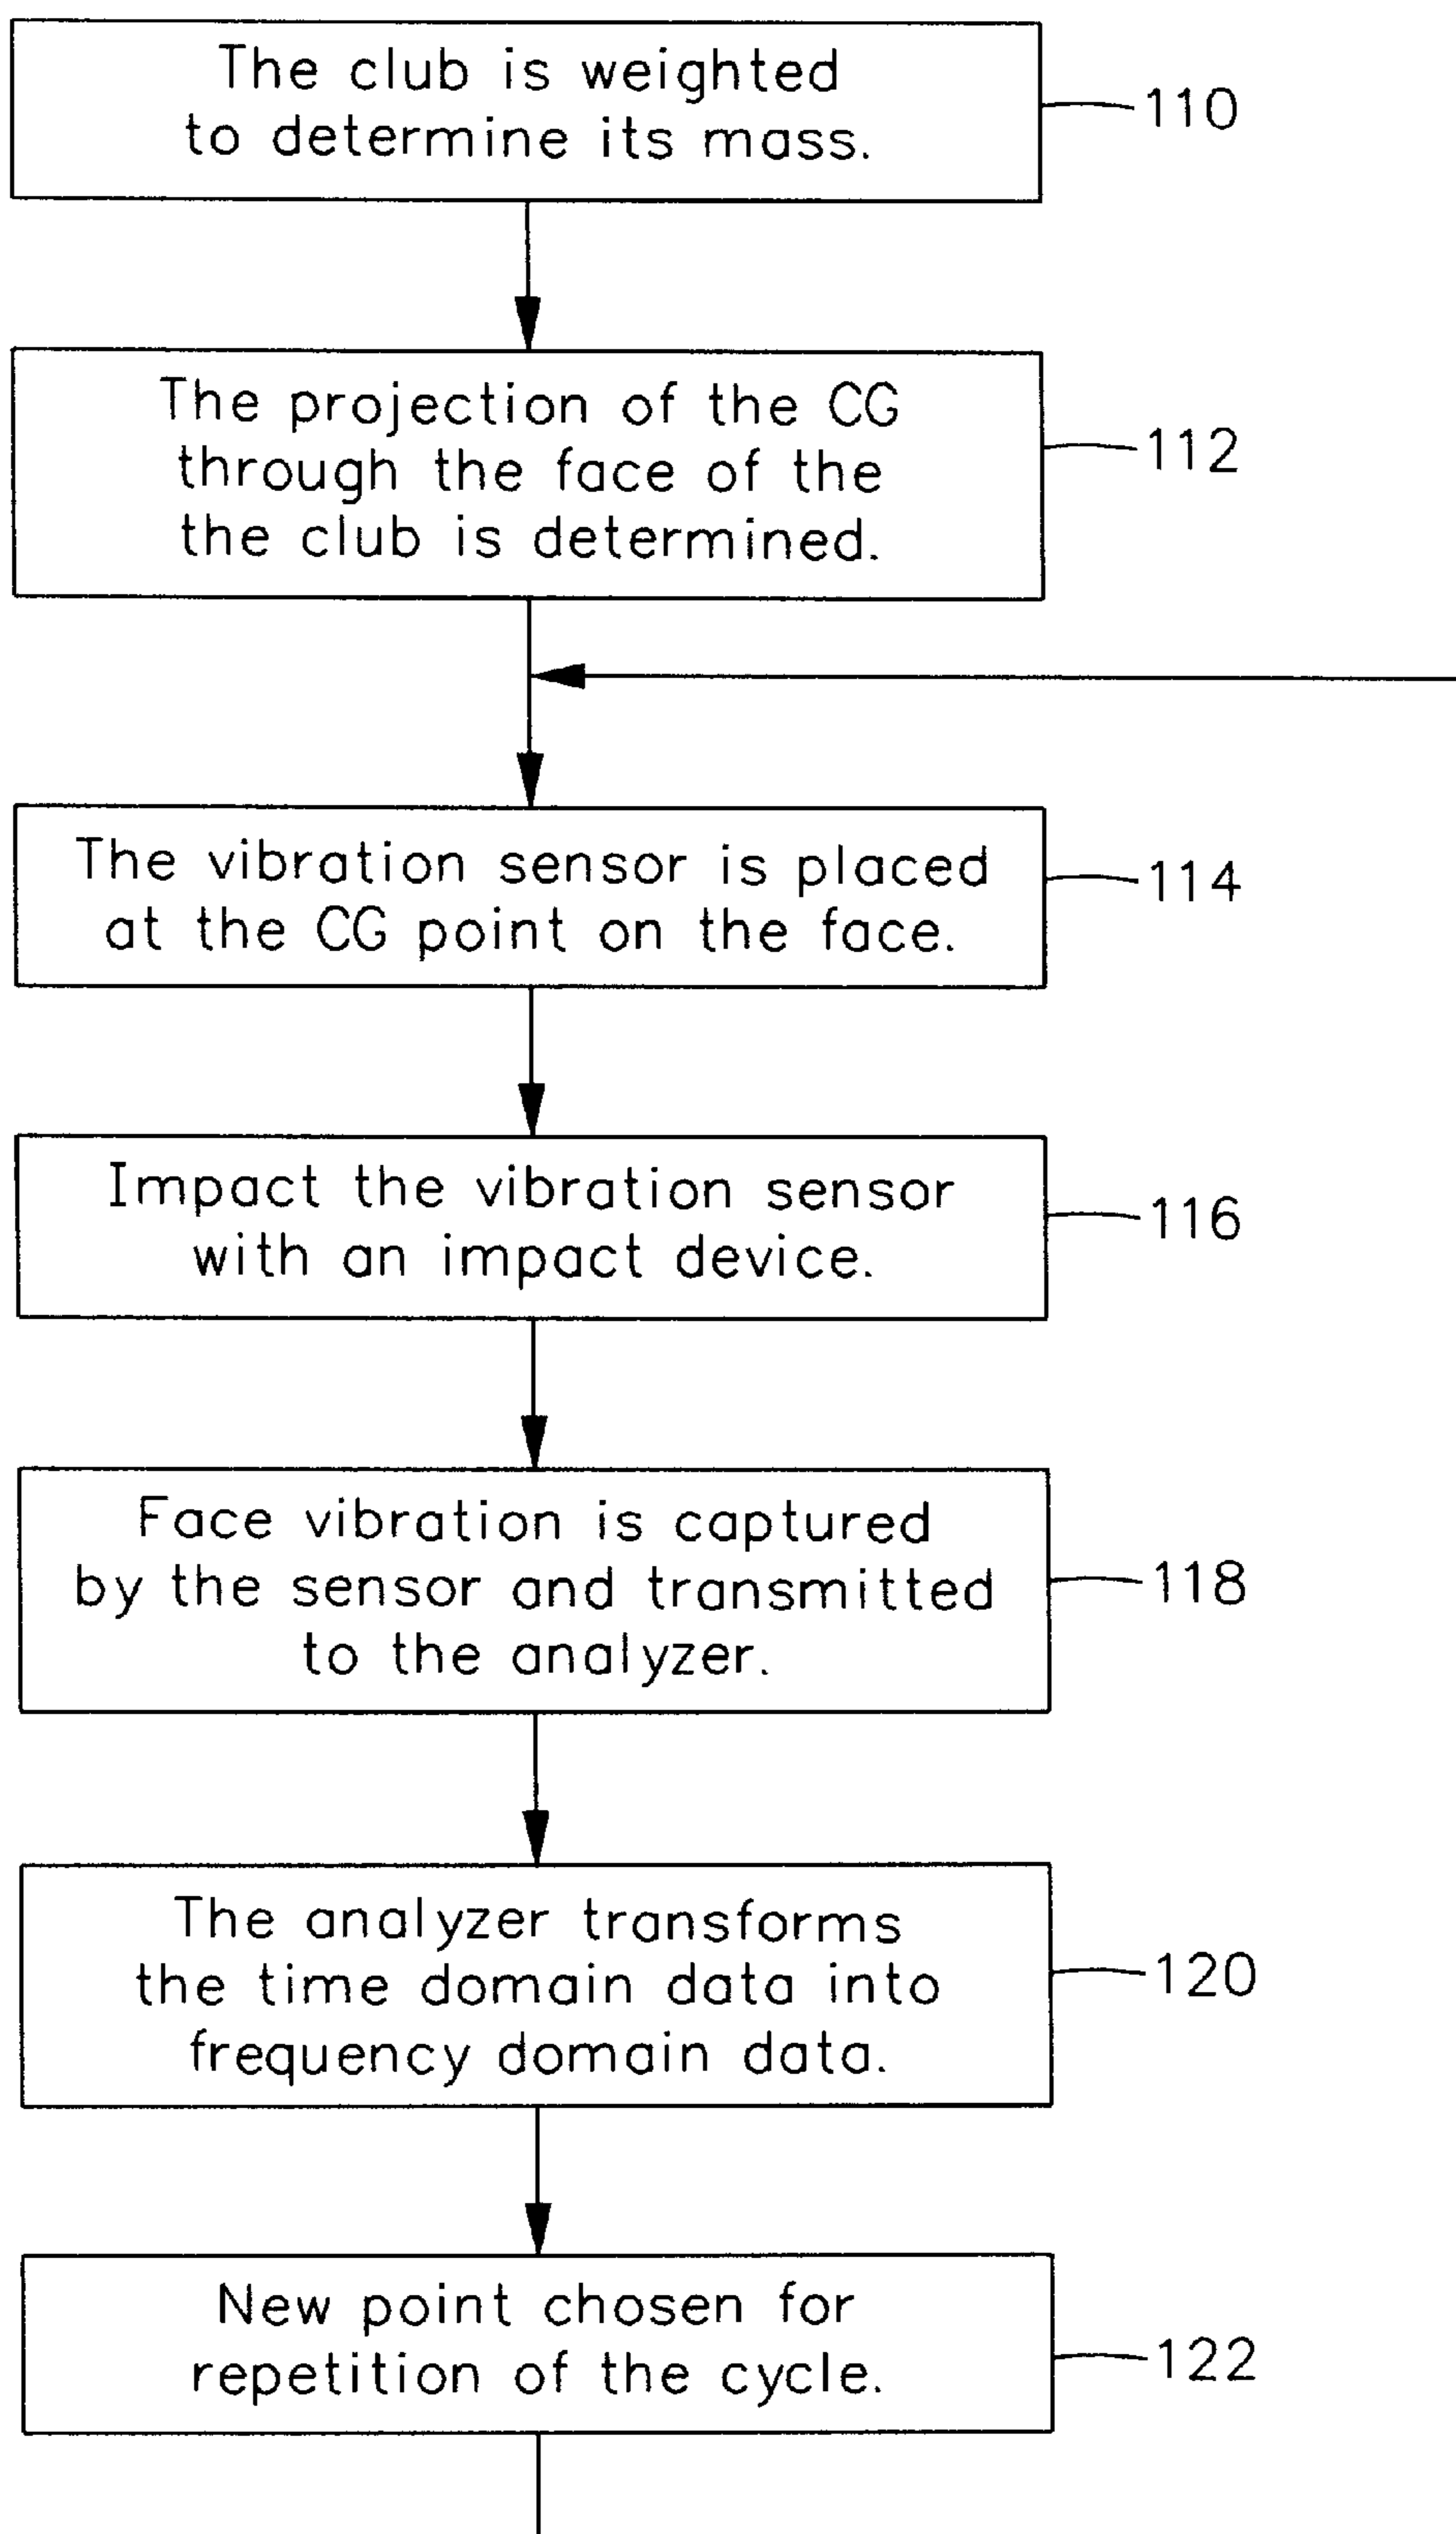 The club is weighted
to determine its mass.
110
The projection of the CG
through the face of the
the club is determined.
112
The vibration sensor is placed
at the CG point on the face.
114
Impact the vibration sensor
with an impact device.
116
Face vibration is captured
by the sensor and transmitted
to the analyzer.
118
The analyzer transforms
the time domain data into
frequency domain data.
120
New point chosen for
repetition of the cycle.
122